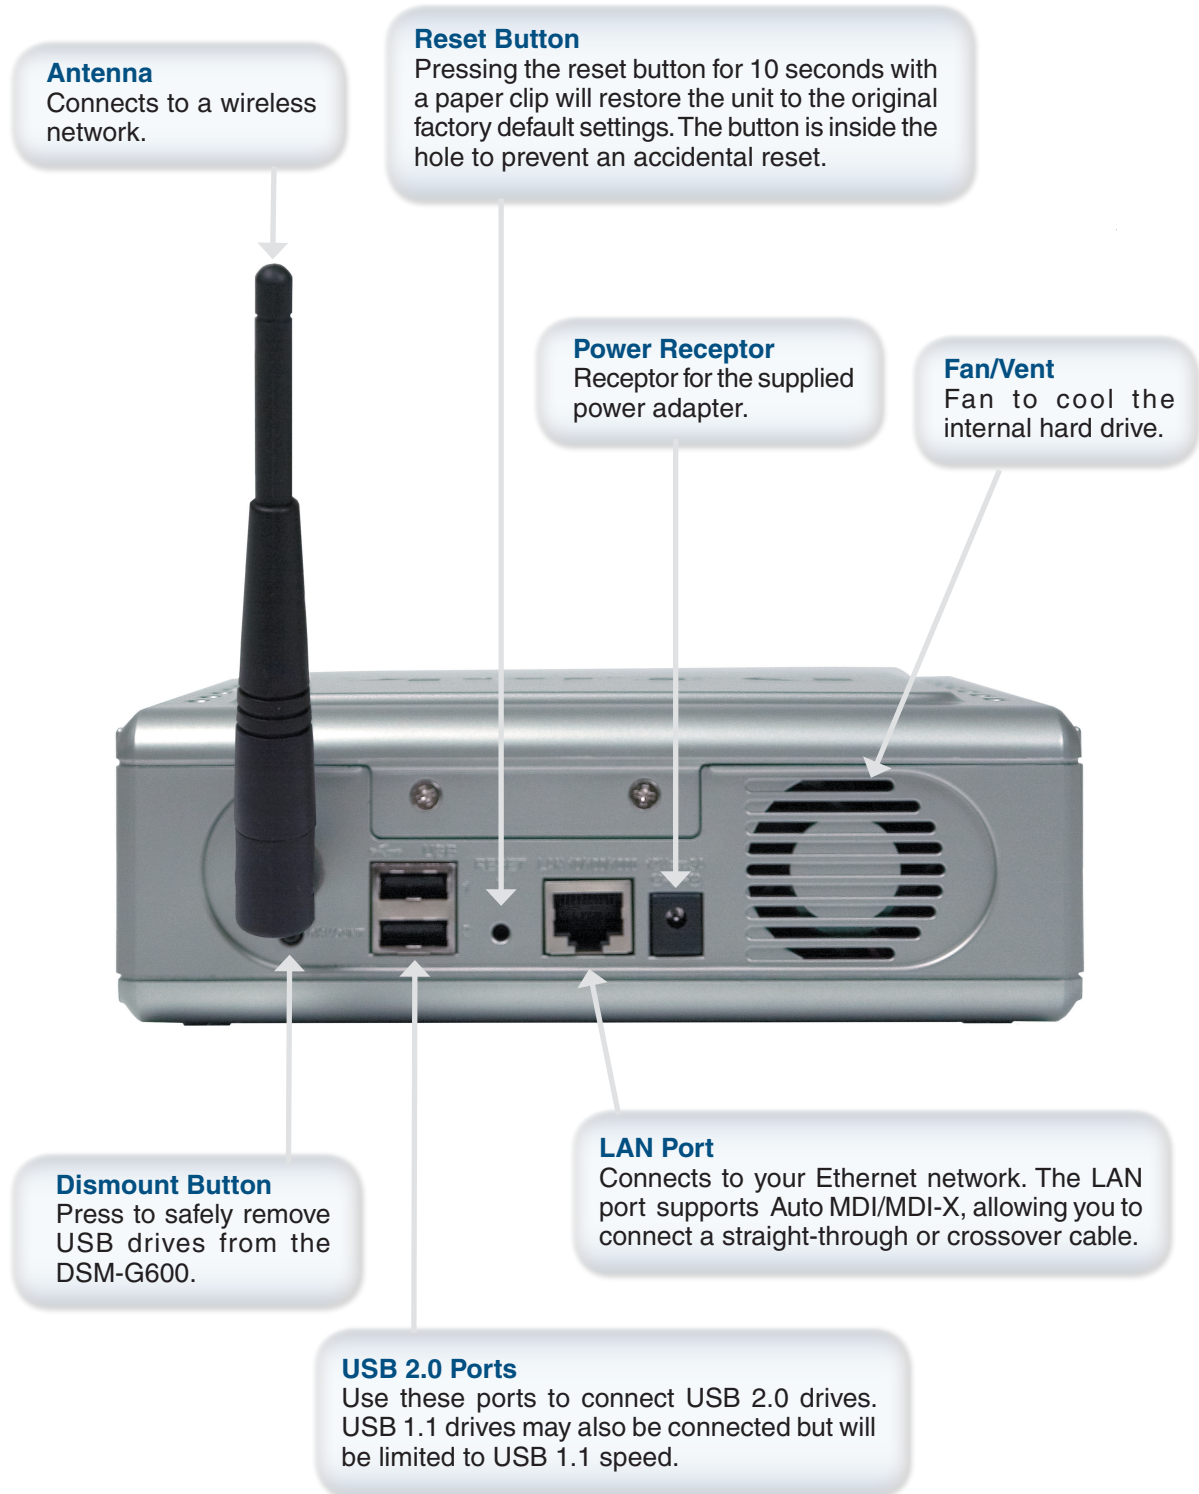 Reset Button
Pressing the reset button for 10 seconds with
a paper clip will restore the unit to the original
factory default settings. The button is inside the
hole to prevent an accidental reset.
Antenna
Connects to a wireless
network.
Power Receptor
Receptor for the supplied
power adapter.
Fan/Vent
Fan to cool the
internal hard drive.
USB
RESET
1
2
LAN Port
Connects to your Ethernet network. The LAN
port supports Auto MDI/MDI-X, allowing you to
connect a straight-through or crossover cable.
Dismount Button
Press to safely remove
USB drives from the
DSM-G600.
USB 2.0 Ports
Use these ports to connect USB 2.0 drives.
USB 1.1 drives may also be connected but will
be limited to USB 1.1 speed.